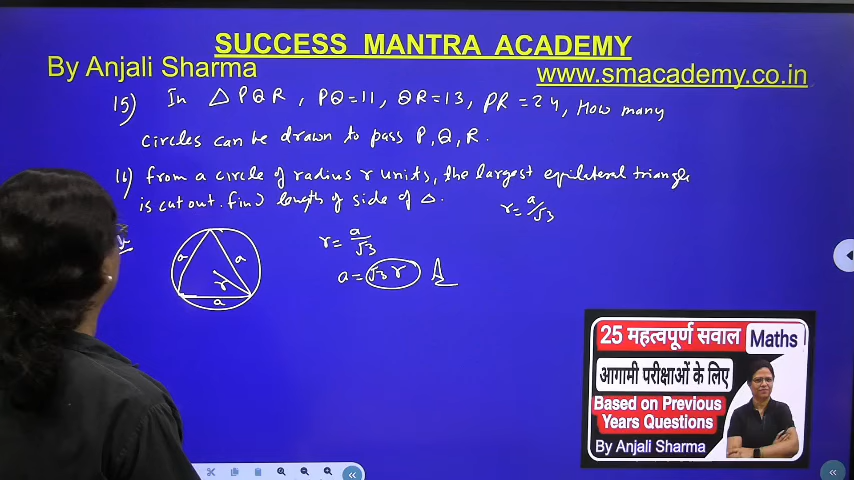 SUCCESS MANTRA ACADEMY
By Anjali Sharma
www.smacademy.co.in
15) In △PQR, PQ=11, QR=13, PR=24, How many
circles can be drawn to pass P,Q,R.
16) from a circle of radius r units, the largest equilateral triangle
is cut out. find length of side of △.
r=a/√3
a
a
r
a
r=a/√3
a=√3 r
25 महत्वपूर्ण सवाल
Maths
आगामी परीक्षाओं के लिए
Based on Previous
Years Questions
By Anjali Sharma